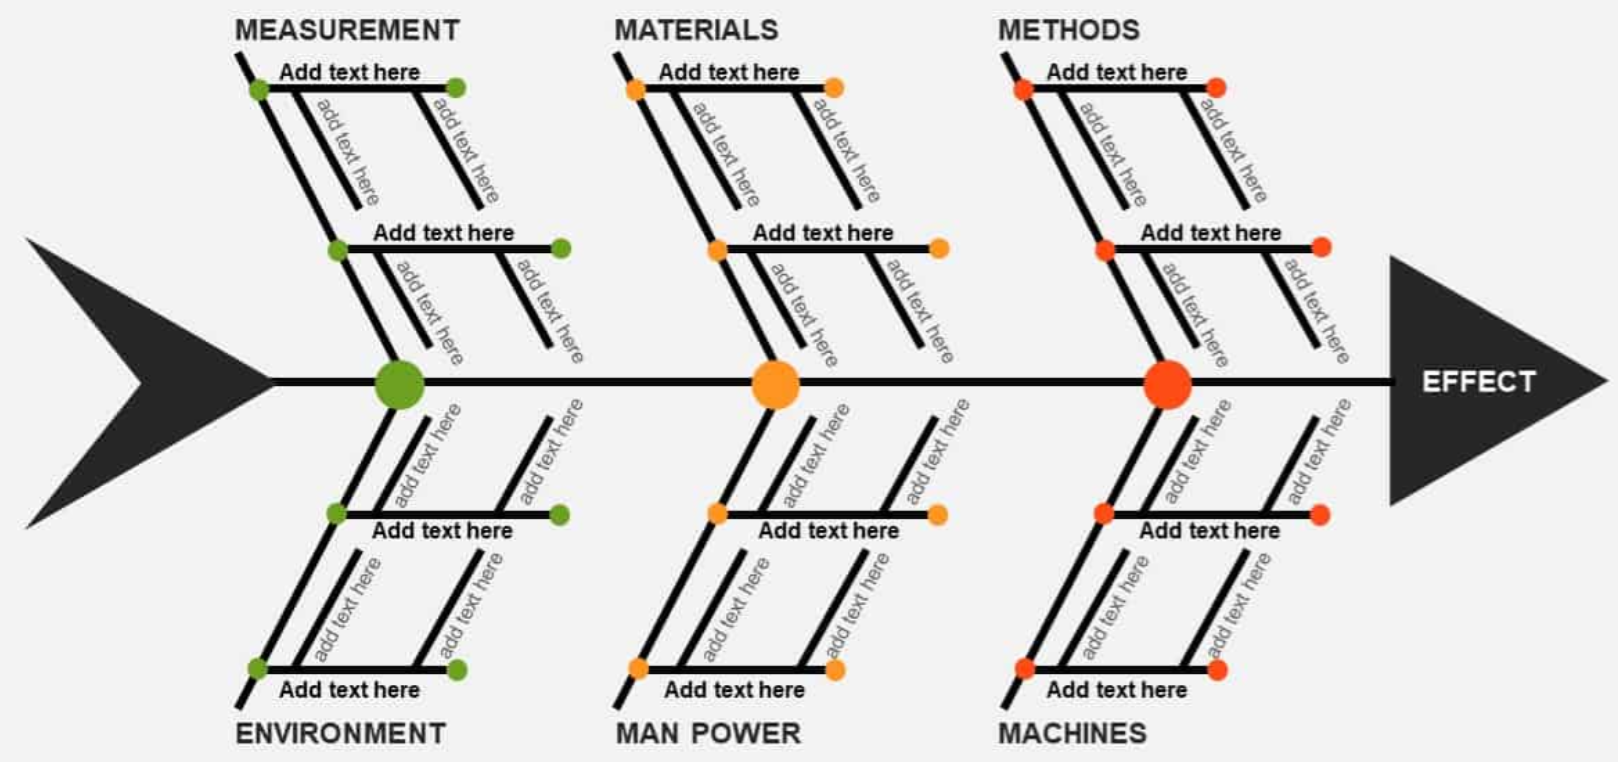 MEASUREMENT
Add text here
add text here
add text here
Add text here
add text here
add text here
MATERIALS
Add text here
add text here
add text here
Add text here
add text here
add text here
METHODS
Add text here
add text here
add text here
Add text here
add text here
add text here
EFFECT
add text here
add text here
Add text here
add text here
add text here
Add text here
ENVIRONMENT
add text here
add text here
Add text here
add text here
add text here
Add text here
MAN POWER
add text here
add text here
Add text here
add text here
add text here
Add text here
MACHINES